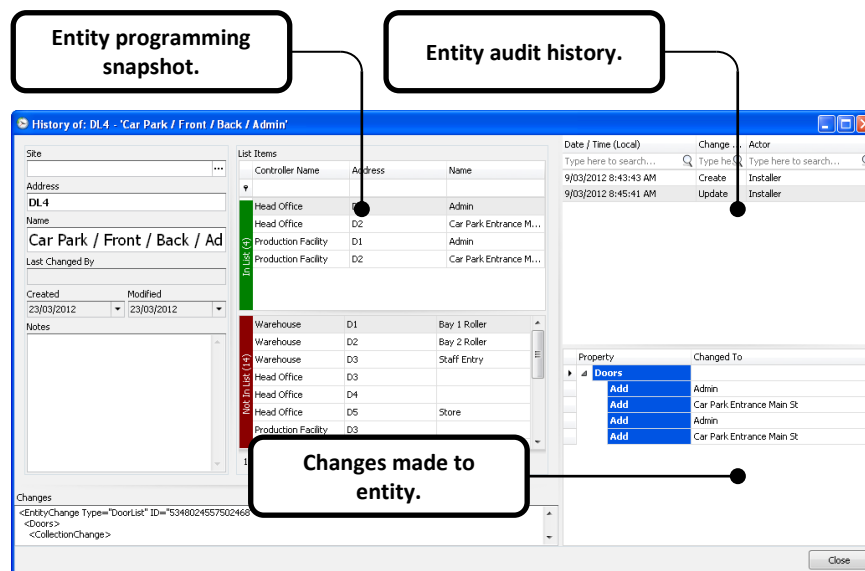 Entity programming
snapshot.
Entity audit history.
History of: DL4 - 'Car Park / Front / Back / Admin'
Site
...
Address
DL4
Name
Car Park / Front / Back / Ad
Last Changed By
Created Modified
23/03/2012 23/03/2012
Notes
List Items
Controller Name Address Name
In List (4)
Head Office Admin
Head Office D2 Car Park Entrance M...
Production Facility D1 Admin
Production Facility D2 Car Park Entrance M...
Not In List (14)
Warehouse D1 Bay 1 Roller
Warehouse D2 Bay 2 Roller
Warehouse D3 Staff Entry
Head Office D3
Head Office D4
Head Office D5 Store
Production Facility D3
Date / Time (Local) Change ... Actor
Type here to search... Type he Type here to search...
9/03/2012 8:43:43 AM Create Installer
9/03/2012 8:45:41 AM Update Installer
Property Changed To
Doors
Add Admin
Add Car Park Entrance Main St
Add Admin
Add Car Park Entrance Main St
Changes made to
entity.
Changes
<EntityChange Type="DoorList" ID="5348024557502468
<Doors>
<CollectionChange>
Close